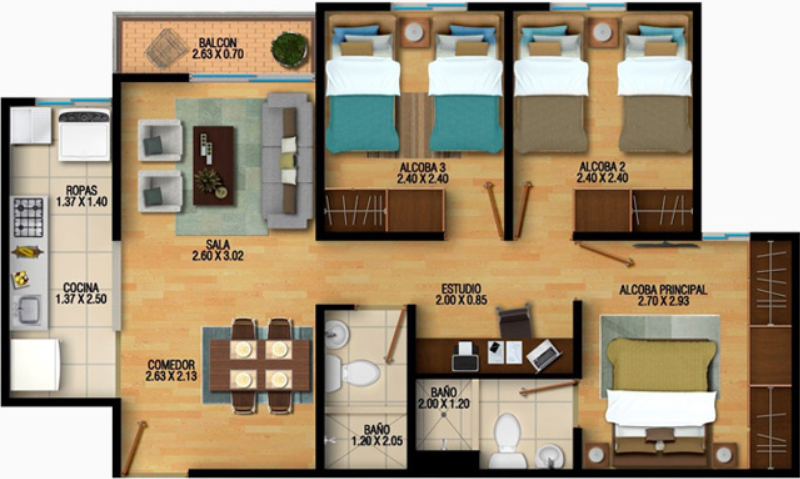 BALCON
2.63 X 0.70
ALCOBA 3
2.40 X 2.40
ALCOBA 2
2.40 X 2.40
ROPAS
1.37 X 1.40
SALA
2.60 X 3.02
COCINA
1.37 X 2.50
ESTUDIO
2.00 X 0.85
ALCOBA PRINCIPAL
2.70 X 2.93
COMEDOR
2.63 X 2.13
BAÑO
2.00 X 1.20
BAÑO
1.20 X 2.05